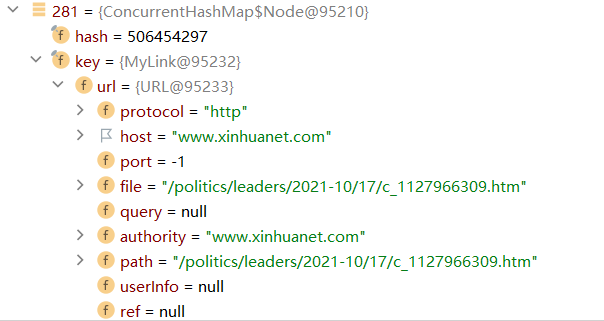 281 = {ConcurrentHashMap$Node@95210}
f hash = 506454297
f key = {MyLink@95232}
f url = {URL@95233}
f protocol = "http"
host = "www.xinhuanet.com"
f port = -1
f file = "/politics/leaders/2021-10/17/c_1127966309.htm"
f query = null
f authority = "www.xinhuanet.com"
f path = "/politics/leaders/2021-10/17/c_1127966309.htm"
f userInfo = null
f ref = null